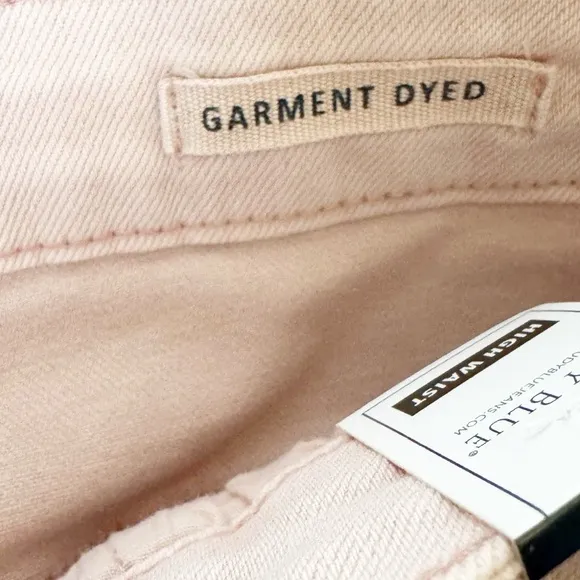 GARMENT DYED
HIGH WAIST
Y BLUE®
UDYBLUEJEANS.COM